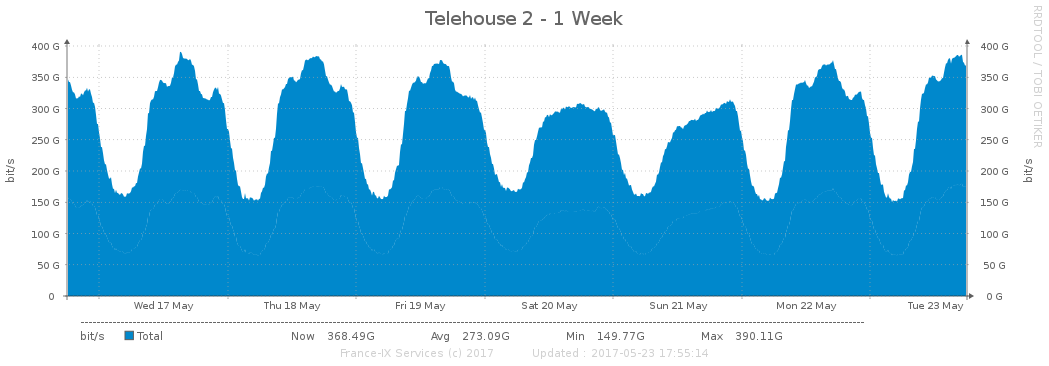 Telehouse 2 - 1 Week
RRDTOOL / TOBI OETIKER
400 G 400 G
350 G 350 G
300 G 300 G
250 G 250 G
200 G 200 G
150 G 150 G
100 G 100 G
50 G 50 G
0 0 G
bit/s
bit/s
Wed 17 May Thu 18 May Fri 19 May Sat 20 May Sun 21 May Mon 22 May Tue 23 May
bit/s Total Now 368.49G Avg 273.09G Min 149.77G Max 390.11G
France-IX Services (c) 2017 Updated : 2017-05-23 17:55:14